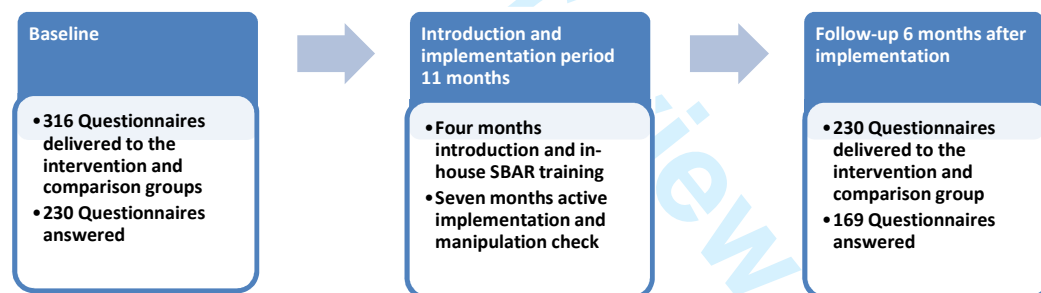 Baseline
•316 Questionnaires
delivered to the
intervention and
comparison groups
•230 Questionnaires
answered
Introduction and
implementation period
11 months
•Four months
introduction and in-
house SBAR training
•Seven months active
implementation and
manipulation check
Follow-up 6 months after
implementation
•230 Questionnaires
delivered to the
intervention and
comparison group
•169 Questionnaires
answered